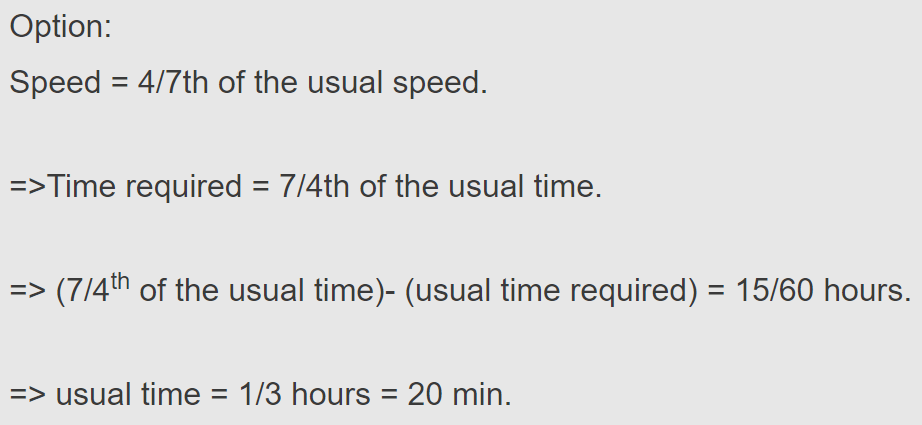 Option:
Speed = 4/7th of the usual speed.
=>Time required = 7/4th of the usual time.
=> (7/4th of the usual time)- (usual time required) = 15/60 hours.
=> usual time = 1/3 hours = 20 min.